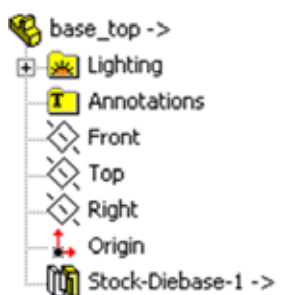 base_top ->
Lighting
Annotations
Front
Top
Right
Origin
Stock-Diebase-1 ->